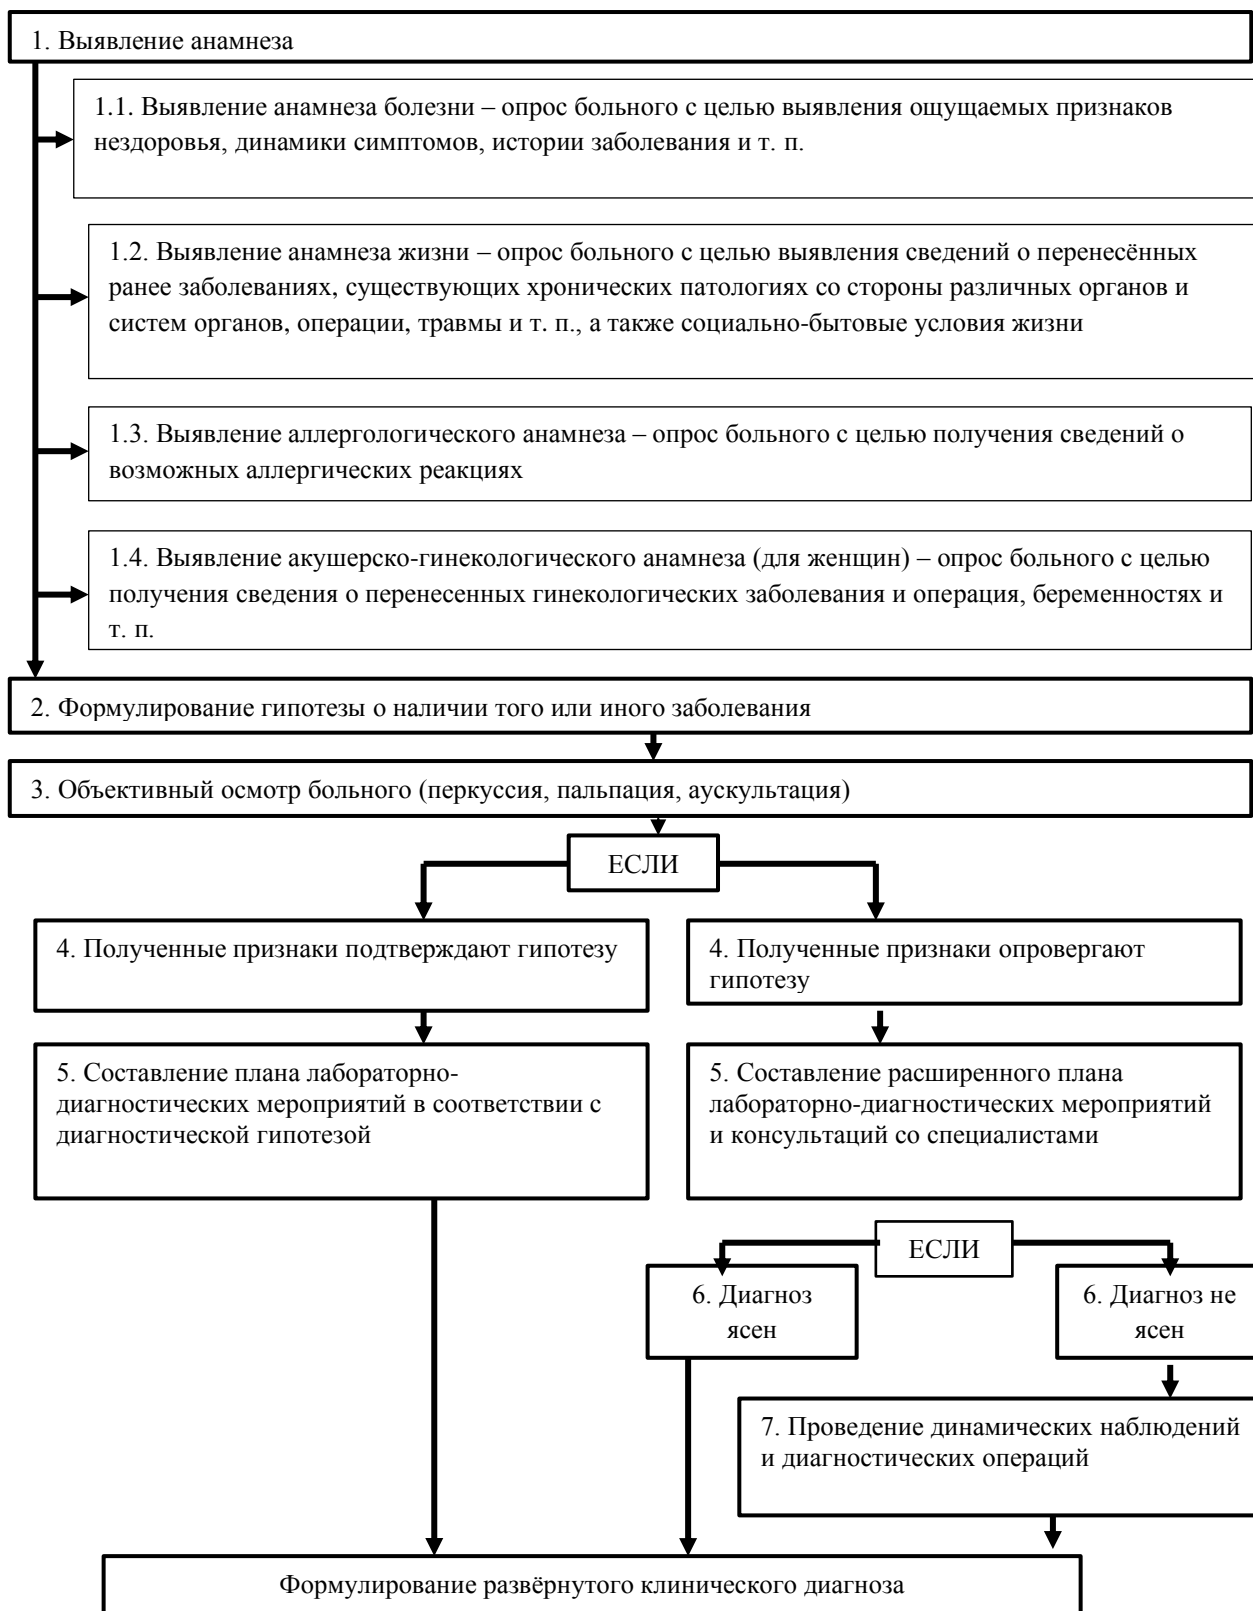 1. Выявление анамнеза
1.1. Выявление анамнеза болезни – опрос больного с целью выявления ощущаемых признаков
нездоровья, динамики симптомов, истории заболевания и т. п.
1.2. Выявление анамнеза жизни – опрос больного с целью выявления сведений о перенесённых
ранее заболеваниях, существующих хронических патологиях со стороны различных органов и
систем органов, операции, травмы и т. п., а также социально-бытовые условия жизни
1.3. Выявление аллергологического анамнеза – опрос больного с целью получения сведений о
возможных аллергических реакциях
1.4. Выявление акушерско-гинекологического анамнеза (для женщин) – опрос больного с целью
получения сведения о перенесенных гинекологических заболевания и операция, беременностях и
т. п.
2. Формулирование гипотезы о наличии того или иного заболевания
3. Объективный осмотр больного (перкуссия, пальпация, аускультация)
ЕСЛИ
4. Полученные признаки подтверждают гипотезу
4. Полученные признаки опровергают
гипотезу
5. Составление плана лабораторно-
диагностических мероприятий в соответствии с
диагностической гипотезой
5. Составление расширенного плана
лабораторно-диагностических мероприятий
и консультаций со специалистами
ЕСЛИ
6. Диагноз
ясен
6. Диагноз не
ясен
7. Проведение динамических наблюдений
и диагностических операций
Формулирование развёрнутого клинического диагноза